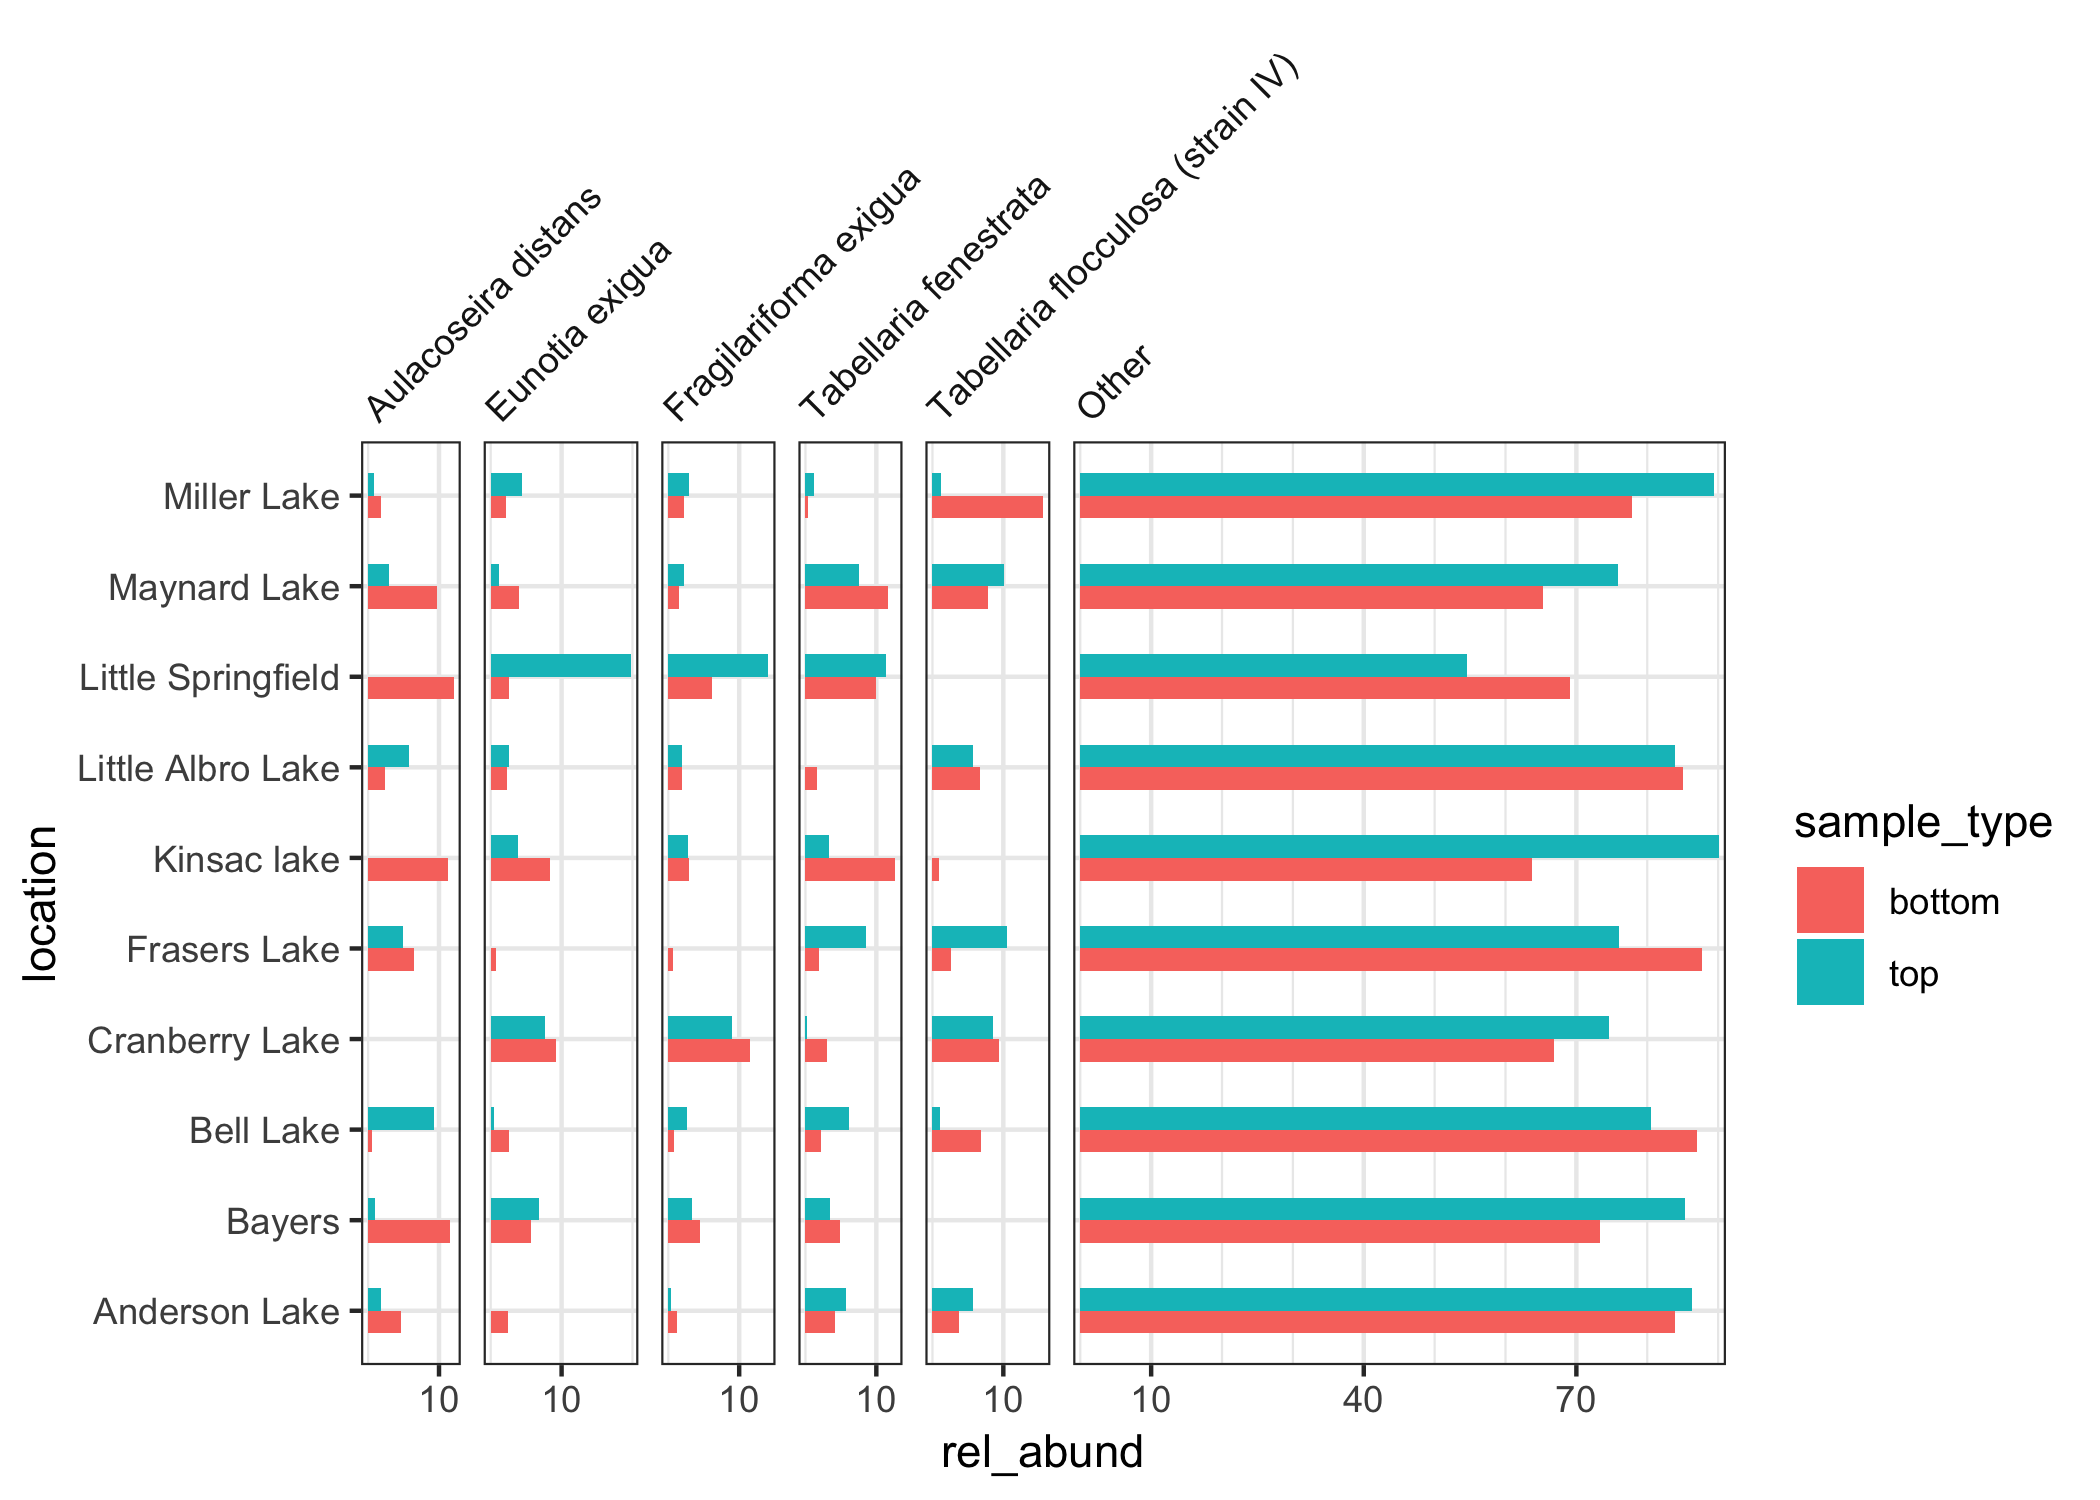 Aulacoseira distans
Eunotia exigua
Fragilariforma exigua
Tabellaria fenestrata
Tabellaria flocculosa (strain IV)
Other
location
Miller Lake
Maynard Lake
Little Springfield
Little Albro Lake
Kinsac lake
Frasers Lake
Cranberry Lake
Bell Lake
Bayers
Anderson Lake
10 10 10 10 10 10 40 70
rel_abund
sample_type
bottom
top